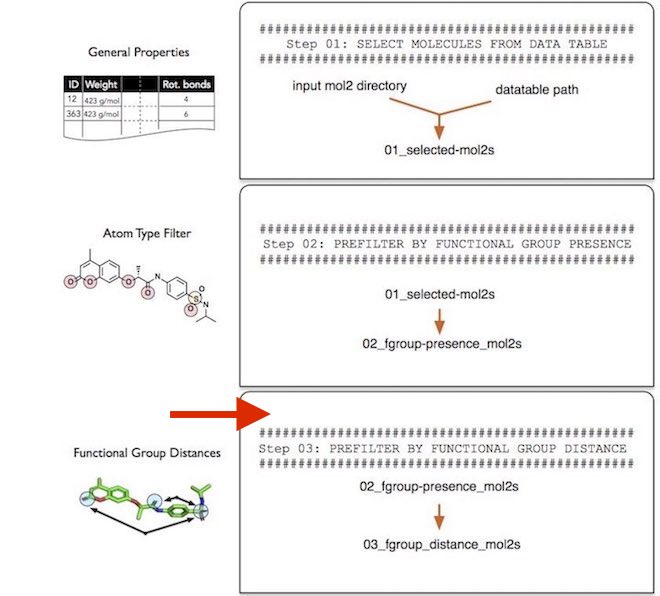 General Properties
ID Weight Rot. bonds
12 423 g/mol 4
363 423 g/mol 6
##########################################
Step 01: SELECT MOLECULES FROM DATA TABLE
##########################################
input mol2 directory
datatable path
01_selected-mol2s
Atom Type Filter
O O O O N S O O N
##########################################
Step 02: PREFILTER BY FUNCTIONAL GROUP PRESENCE
##########################################
01_selected-mol2s
02_fgroup-presence_mol2s
Functional Group Distances
##########################################
Step 03: PREFILTER BY FUNCTIONAL GROUP DISTANCE
##########################################
02_fgroup-presence_mol2s
03_fgroup_distance_mol2s